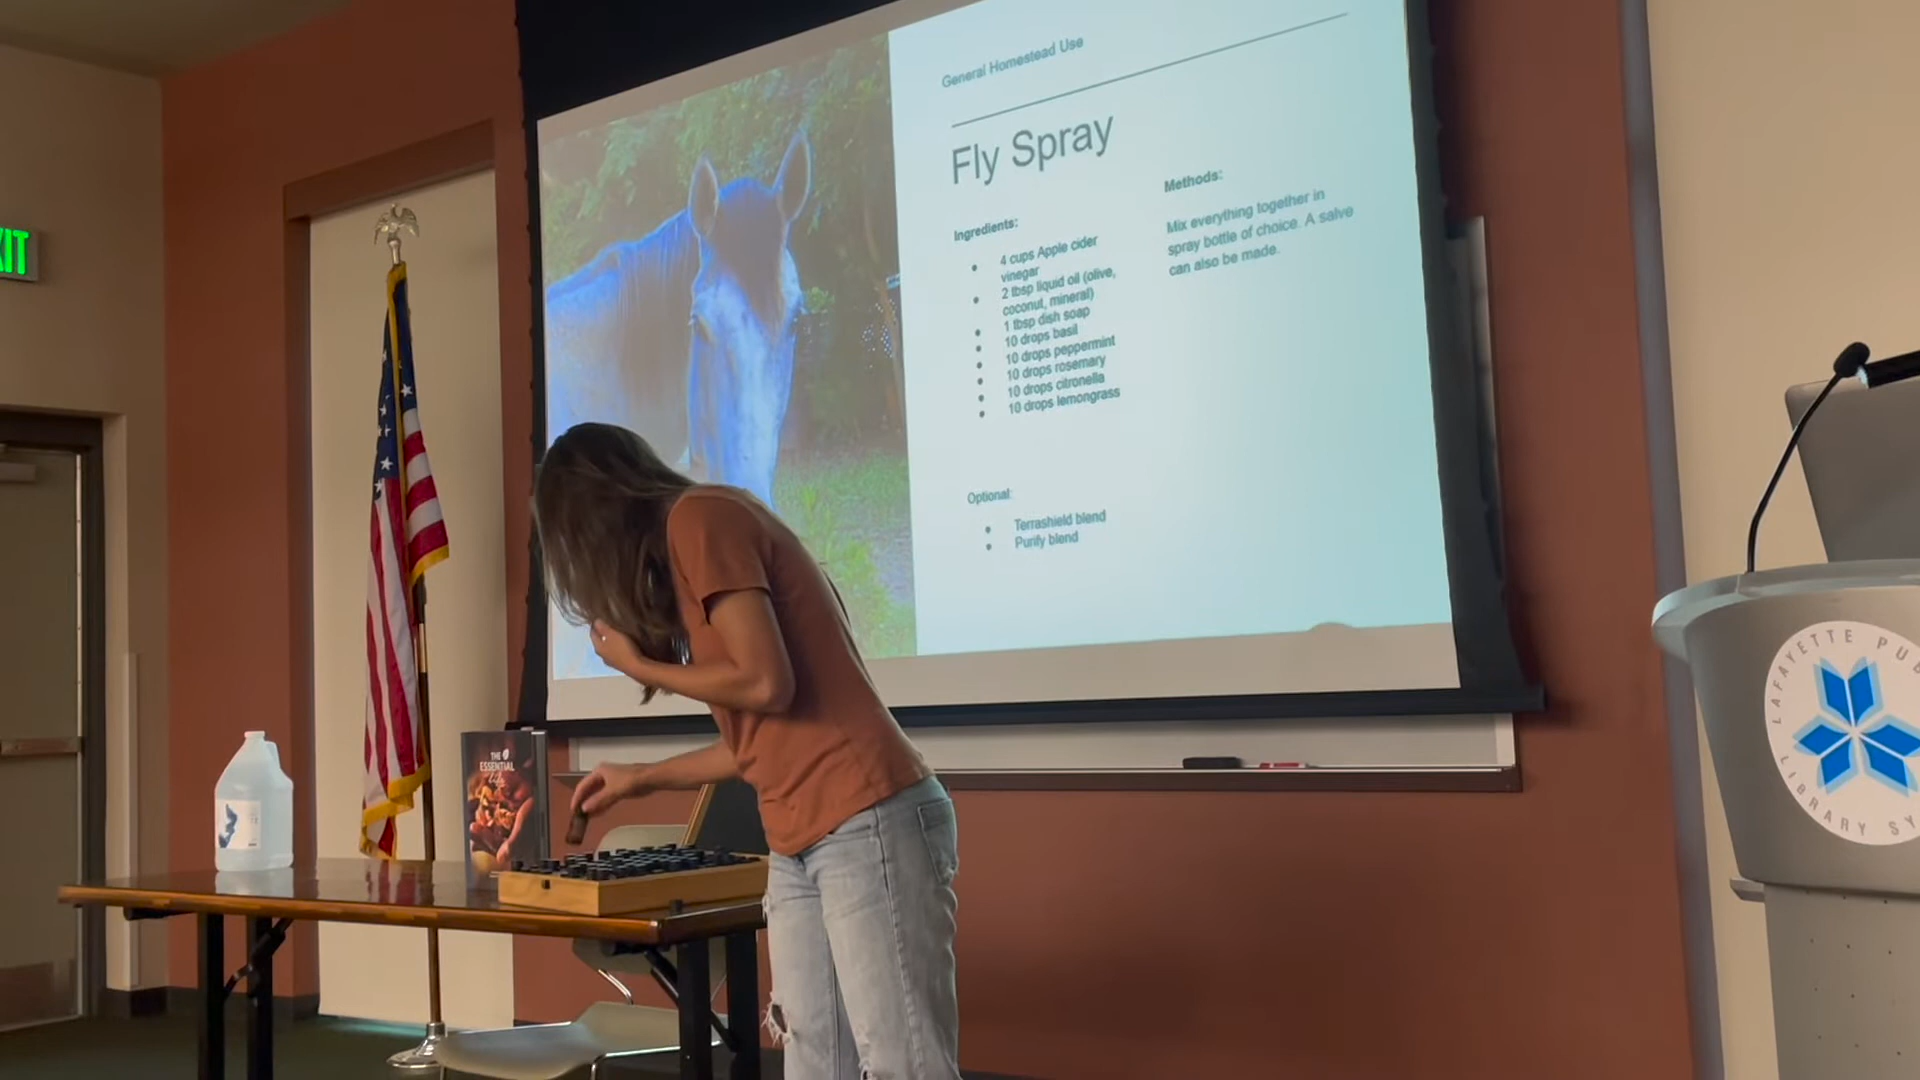 XIT
General Homestead Use
Fly Spray
Ingredients:
4 cups Apple cider
vinegar
2 tbsp liquid oil (olive,
coconut, mineral)
1 tbsp dish soap
10 drops basil
10 drops peppermint
10 drops rosemary
10 drops citronella
10 drops lemongrass
Optional:
Terrashield blend
Purify blend
Methods:
Mix everything together in
spray bottle of choice. A salve
can also be made.
THE
ESSENTIAL
Life
LAFAYETTE PU
LIBRARY SY